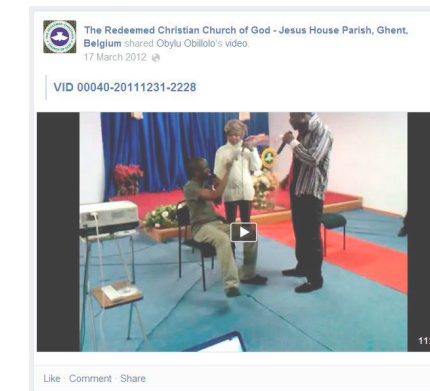 The Redeemed Christian Church of God - Jesus House Parish, Ghent,
Belgium shared Obylu Obillolo's video.
17 March 2012
VID 00040-20111231-2228
Like · Comment · Share